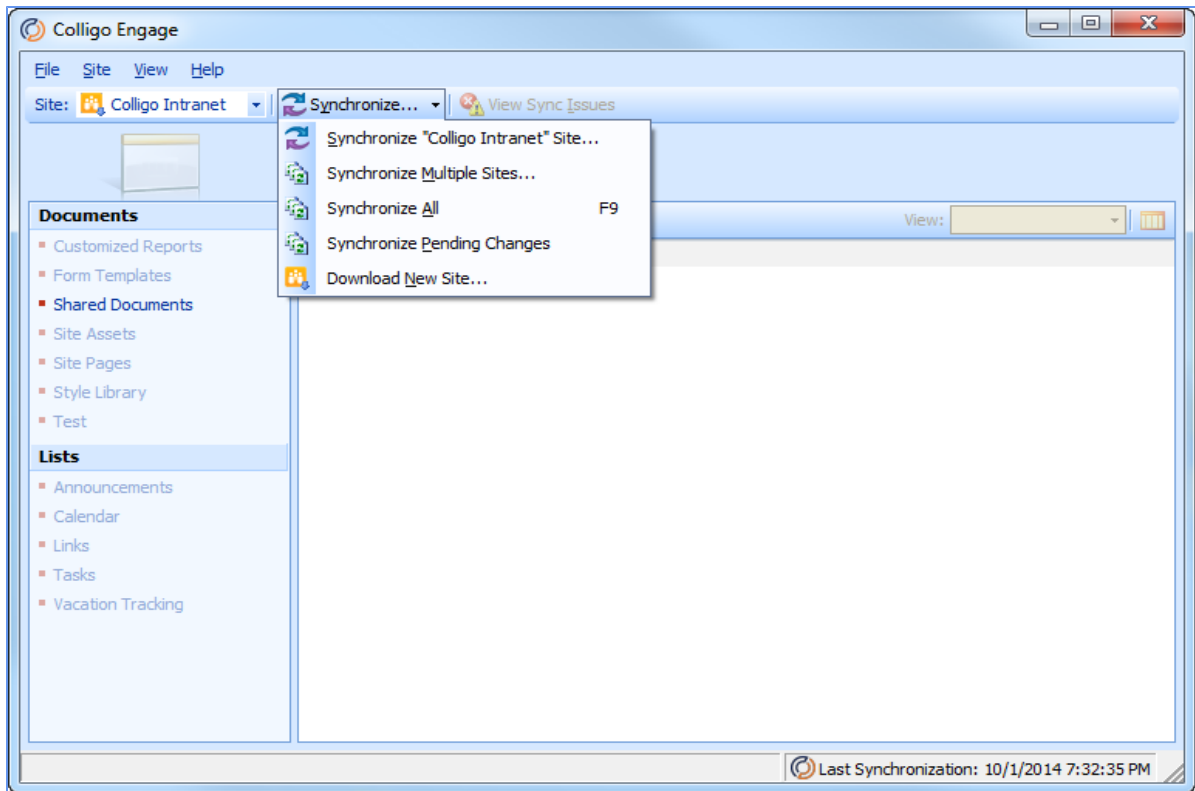 Colligo Engage
File Site View Help
Site: Colligo Intranet Synchronize... View Sync Issues
Synchronize "Colligo Intranet" Site...
Synchronize Multiple Sites...
Synchronize All F9
Synchronize Pending Changes
Download New Site...
View:
Documents
Customized Reports
Form Templates
Shared Documents
Site Assets
Site Pages
Style Library
Test
Lists
Announcements
Calendar
Links
Tasks
Vacation Tracking
Last Synchronization: 10/1/2014 7:32:35 PM